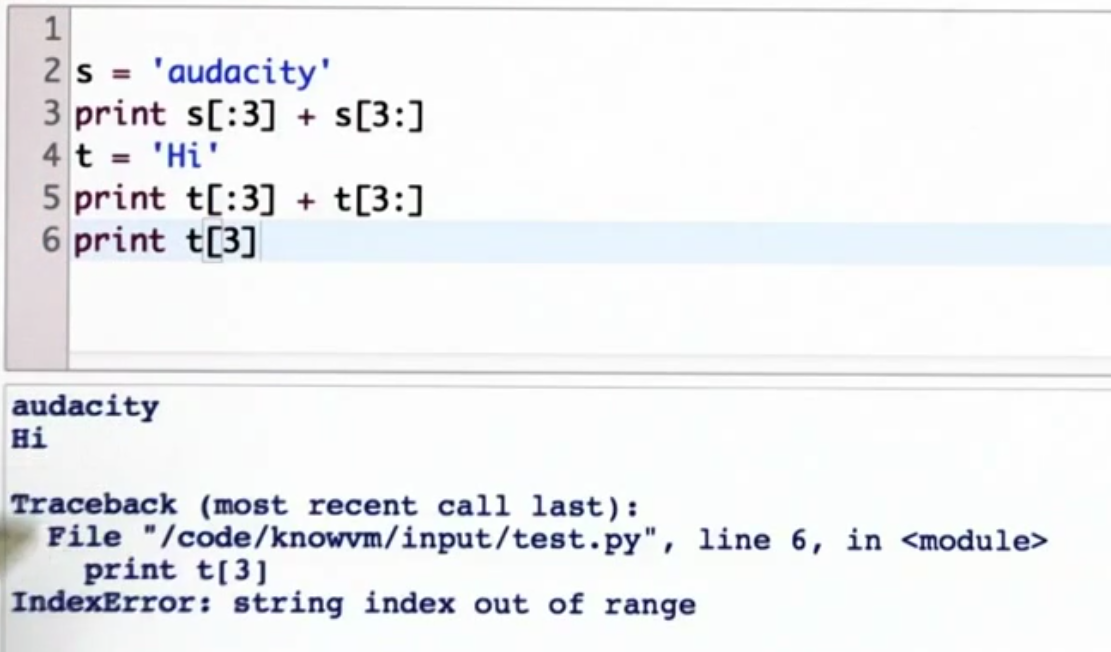 1
2 s = 'audacity'
3 print s[:3] + s[3:]
4 t = 'Hi'
5 print t[:3] + t[3:]
6 print t[3]
audacity
Hi
Traceback (most recent call last):
  File "/code/knowvm/input/test.py", line 6, in <module>
    print t[3]
IndexError: string index out of range